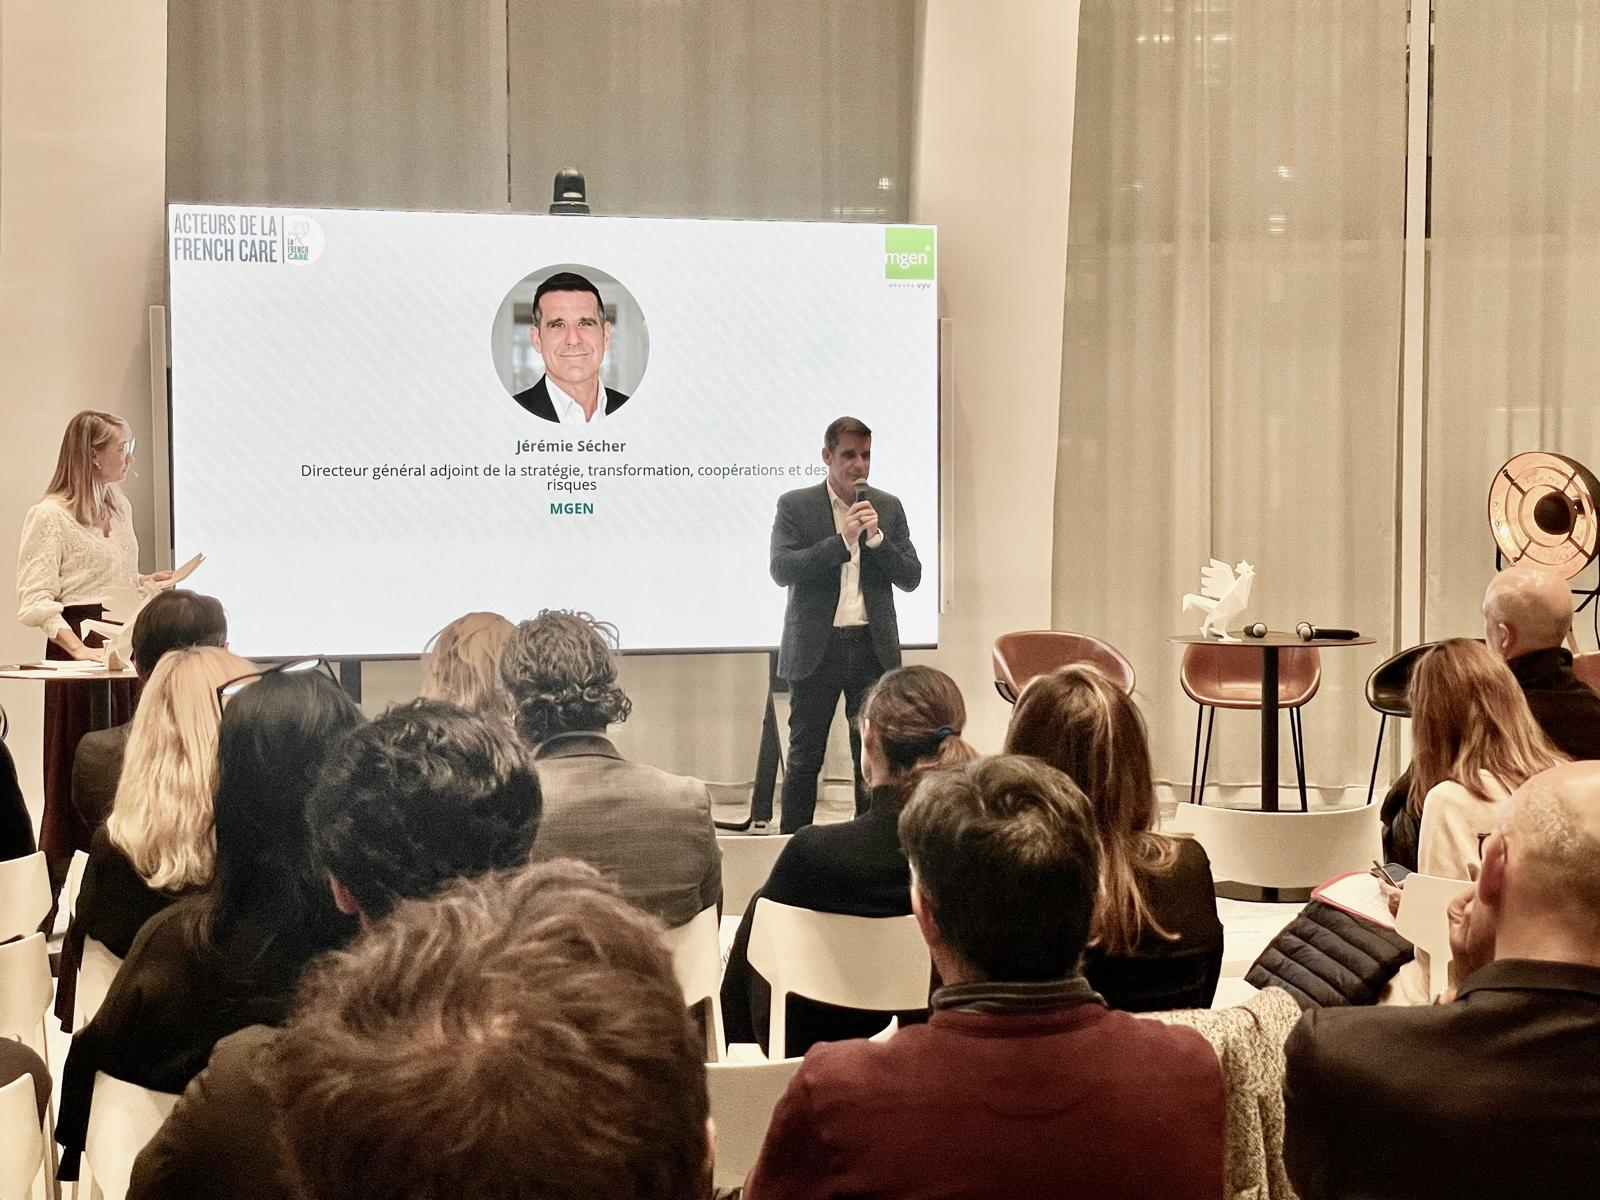 ACTEURS DE LA
FRENCH CARE
La
FRENCH
CARE
mgen
GROUPE vyv
Jérémie Sécher
Directeur général adjoint de la stratégie, transformation, coopérations et des
risques
MGEN